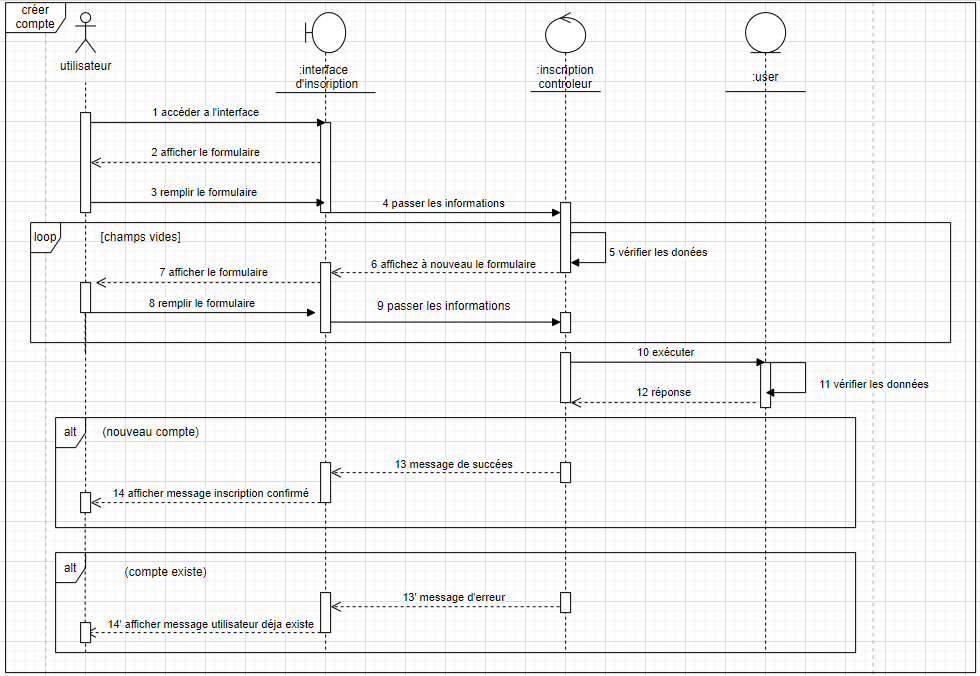 créer
compte
utilisateur
:interface
d'inscription
:inscription
controleur
:user
1 accéder a l'interface
2 afficher le formulaire
3 remplir le formulaire
4 passer les informations
loop
[champs vides]
5 vérifier les donées
6 affichez à nouveau le formulaire
7 afficher le formulaire
8 remplir le formulaire
9 passer les informations
10 exécuter
11 vérifier les données
12 réponse
alt
(nouveau compte)
13 message de succées
14 afficher message inscription confirmé
alt
(compte existe)
13' message d'erreur
14' afficher message utilisateur déja existe